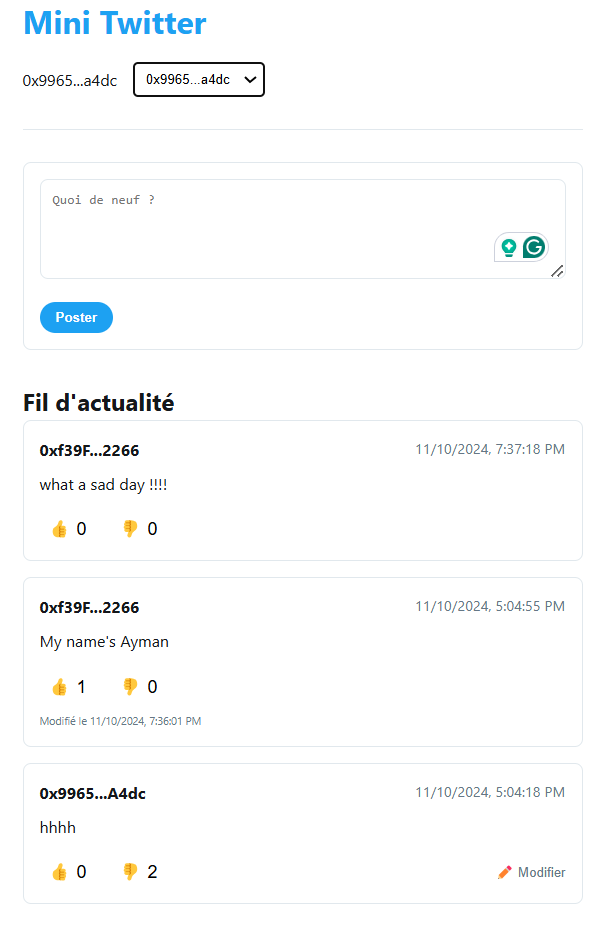 Mini Twitter
0x9965...a4dc 0x9965...a4dc
Quoi de neuf ?
Poster
Fil d'actualité
0xf39F...2266 11/10/2024, 7:37:18 PM
what a sad day !!!!
👍 0 👎 0
0xf39F...2266 11/10/2024, 5:04:55 PM
My name's Ayman
👍 1 👎 0
Modifié le 11/10/2024, 7:36:01 PM
0x9965...A4dc 11/10/2024, 5:04:18 PM
hhhh
👍 0 👎 2 ✏️ Modifier